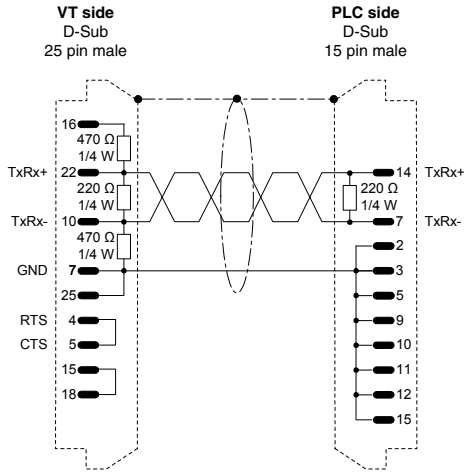 VT side
D-Sub
25 pin male
PLC side
D-Sub
15 pin male
16
470 Ω
1/4 W
TxRx+ 22
220 Ω
1/4 W
TxRx- 10
470 Ω
1/4 W
GND 7
25
RTS 4
CTS 5
15
18
14 TxRx+
220 Ω
1/4 W
7 TxRx-
2
3
5
9
10
11
12
15